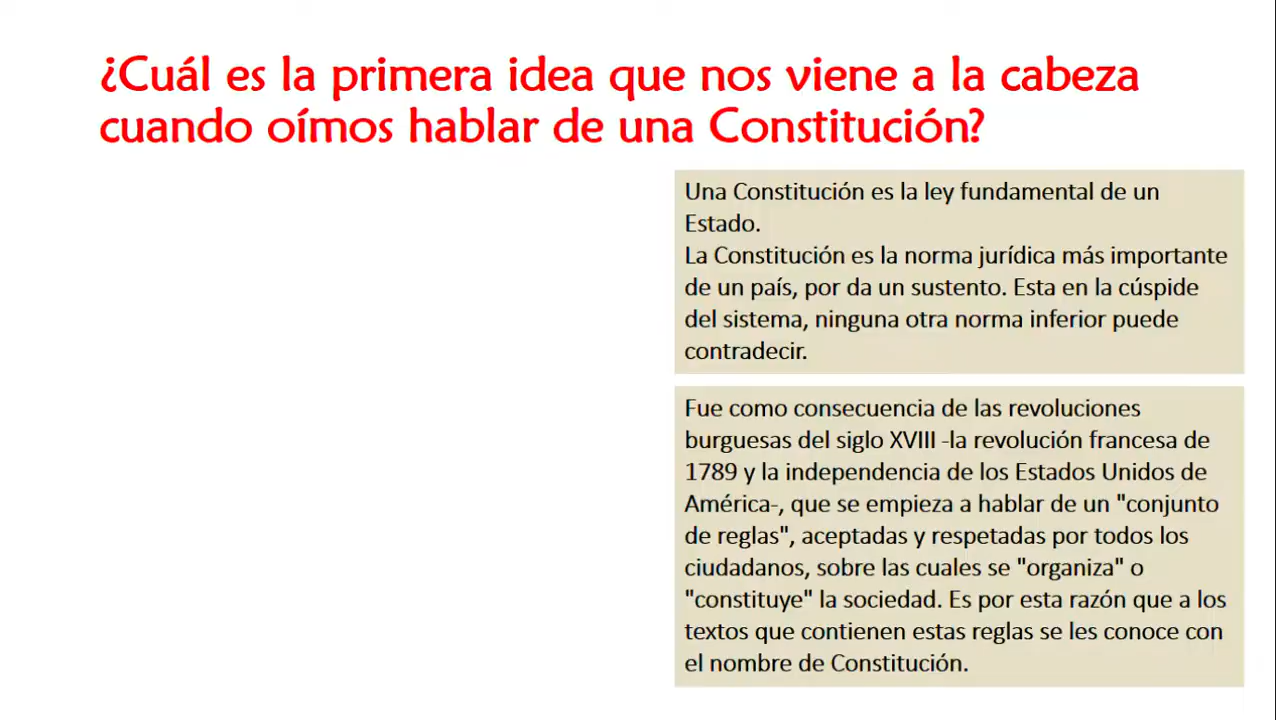 ¿Cuál es la primera idea que nos viene a la cabeza
cuando oímos hablar de una Constitución?
Una Constitución es la ley fundamental de un
Estado.
La Constitución es la norma jurídica más importante
de un país, por da un sustento. Esta en la cúspide
del sistema, ninguna otra norma inferior puede
contradecir.
Fue como consecuencia de las revoluciones
burguesas del siglo XVIII -la revolución francesa de
1789 y la independencia de los Estados Unidos de
América-, que se empieza a hablar de un "conjunto
de reglas", aceptadas y respetadas por todos los
ciudadanos, sobre las cuales se "organiza" o
"constituye" la sociedad. Es por esta razón que a los
textos que contienen estas reglas se les conoce con
el nombre de Constitución.